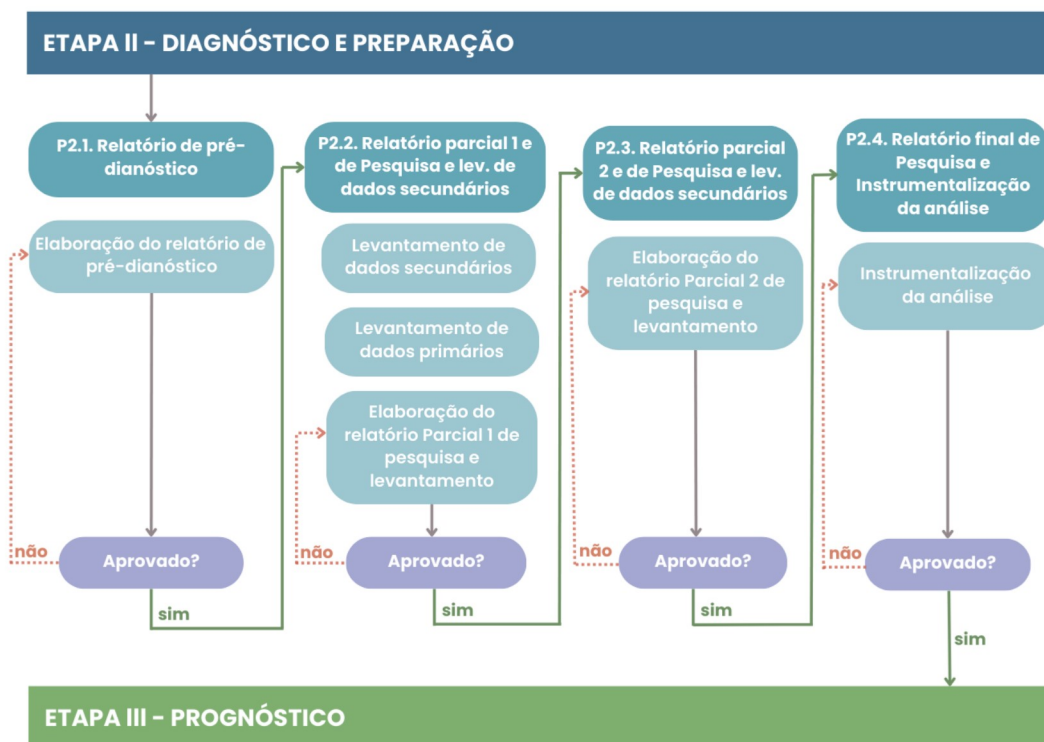 ETAPA II - DIAGNÓSTICO E PREPARAÇÃO
P2.1. Relatório de pré-
dianóstico
Elaboração do relatório de
pré-dianóstico
não
Aprovado?
sim
P2.2. Relatório parcial 1 e
de Pesquisa e lev. de
dados secundários
Levantamento de
dados secundários
Levantamento de
dados primários
Elaboração do
relatório Parcial 1 de
pesquisa e
levantamento
não
Aprovado?
sim
P2.3. Relatório parcial
2 e de Pesquisa e lev.
de dados secundários
Elaboração do
relatório Parcial 2 de
pesquisa e
levantamento
não
Aprovado?
sim
P2.4. Relatório final de
Pesquisa e
Instrumentalização
da análise
Instrumentalização
da análise
não
Aprovado?
sim
ETAPA III - PROGNÓSTICO